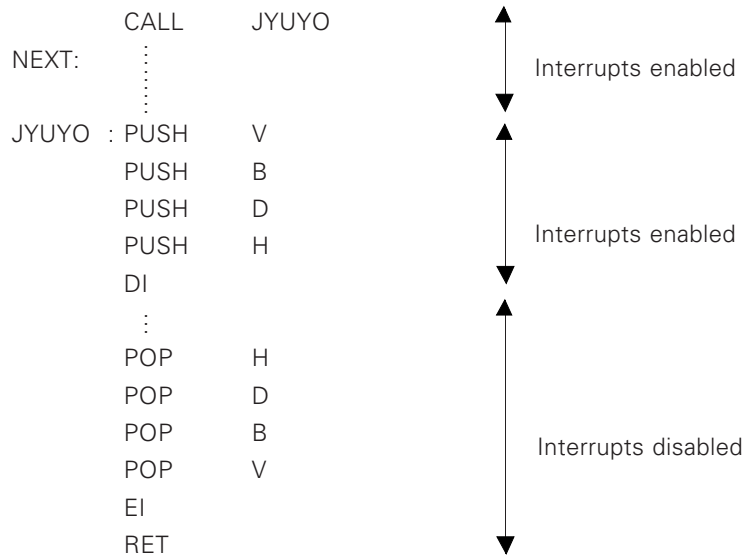 CALL JYUYO
NEXT: Interrupts enabled
JYUYO : PUSH V
PUSH B
PUSH D
PUSH H Interrupts enabled
DI
POP H
POP D
POP B Interrupts disabled
POP V
EI
RET